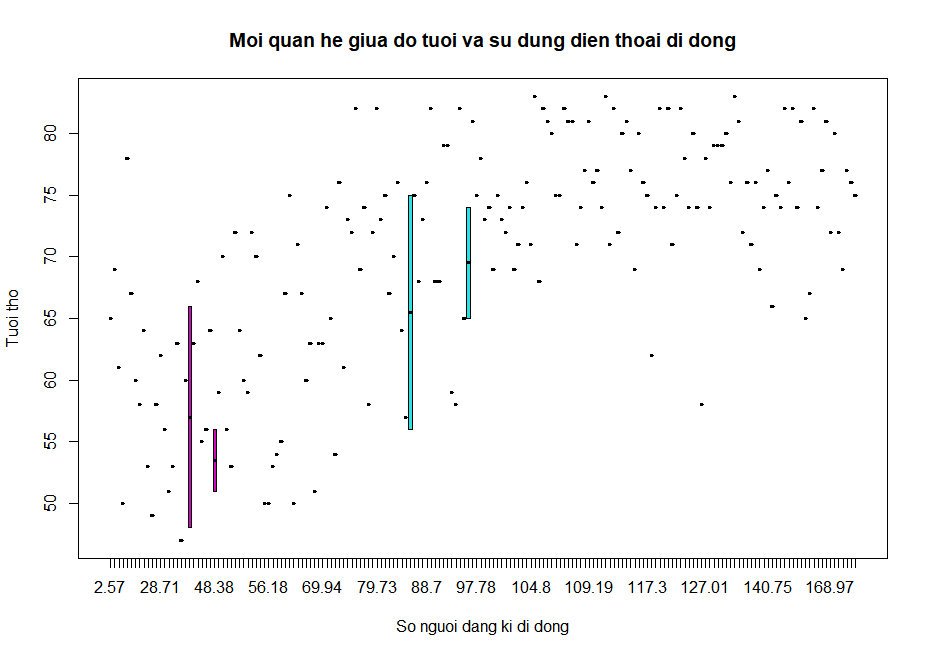 Moi quan he giua do tuoi va su dung dien thoai di dong
Tuoi tho
80
75
70
65
60
55
50
2.57 28.71 48.38 56.18 69.94 79.73 88.7 97.78 104.8 109.19 117.3 127.01 140.75 168.97
So nguoi dang ki di dong